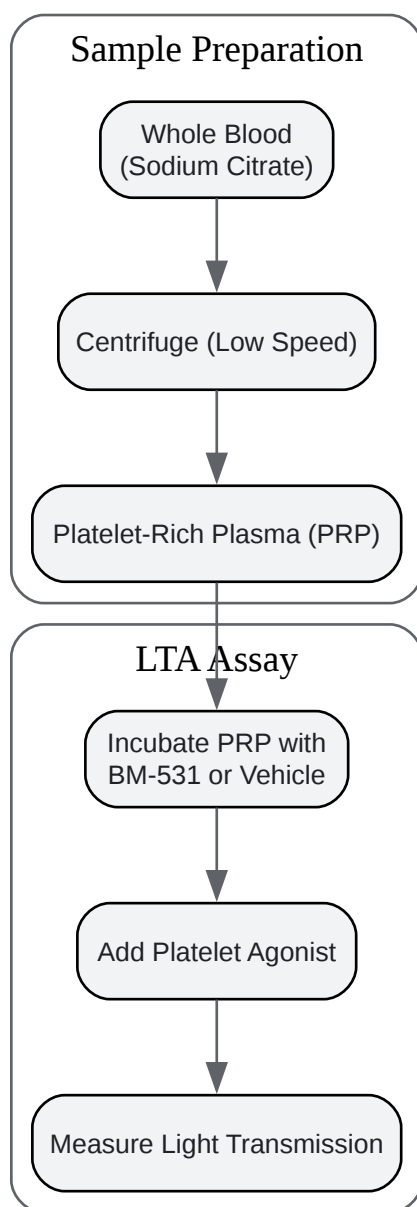 Sample Preparation
Whole Blood
(Sodium Citrate)
Centrifuge (Low Speed)
Platelet-Rich Plasma (PRP)
LTA Assay
Incubate PRP with
BM-531 or Vehicle
Add Platelet Agonist
Measure Light Transmission